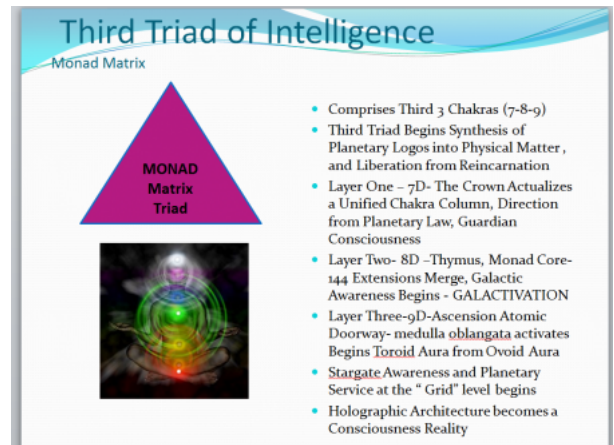 Third Triad of Intelligence
Monad Matrix
MONAD
Matrix
Triad
• Comprises Third 3 Chakras (7-8-9)
• Third Triad Begins Synthesis of
Planetary Logos into Physical Matter ,
and Liberation from Reincarnation
• Layer One – 7D- The Crown Actualizes
a Unified Chakra Column, Direction
from Planetary Law, Guardian
Consciousness
• Layer Two- 8D –Thymus, Monad Core-
144 Extensions Merge, Galactic
Awareness Begins - GALACTIVATION
• Layer Three-9D-Ascension Atomic
Doorway- medulla oblangata activates
Begins Toroid Aura from Ovoid Aura
• Stargate Awareness and Planetary
Service at the “ Grid” level begins
• Holographic Architecture becomes a
Consciousness Reality